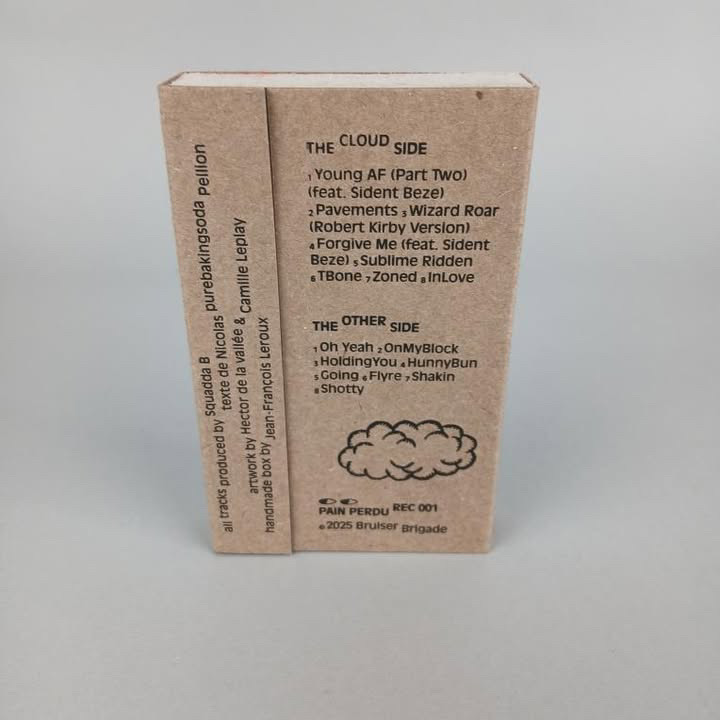 THE CLOUD SIDE
1 Young AF (Part Two)
(feat. Sident Beze)
2 Pavements 3 Wizard Roar
(Robert Kirby Version)
4 Forgive Me (feat. Sident
Beze) 5 Sublime Ridden
6 TBone 7 Zoned 8 InLove
THE OTHER SIDE
1 Oh Yeah 2 OnMyBlock
3 HoldingYou 4 HunnyBun
5 Going 6 Flyre 7 Shakin
8 Shotty
PAIN PERDU REC 001
© 2025 Bruiser Brigade
all tracks produced by Squadda B purebakingsoda
texte de Nicolas Pellion
artwork by Hector de la vallée & Camille Leplay
handmade box by Jean-François Leroux